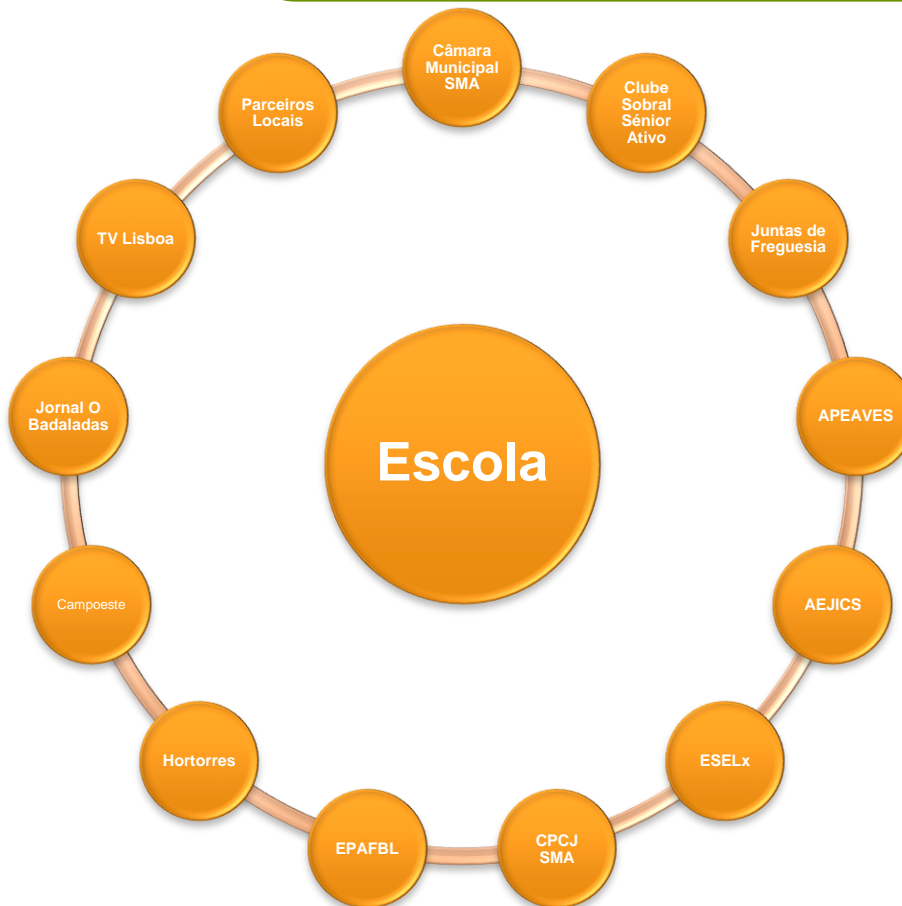 Câmara
Municipal
SMA
Clube
Sobral
Sénior
Ativo
Juntas de
Freguesia
APEAVES
AEJICS
ESELx
CPCJ
SMA
EPAFBL
Hortorres
Campoeste
Jornal O
Badaladas
TV Lisboa
Parceiros
Locais
Escola